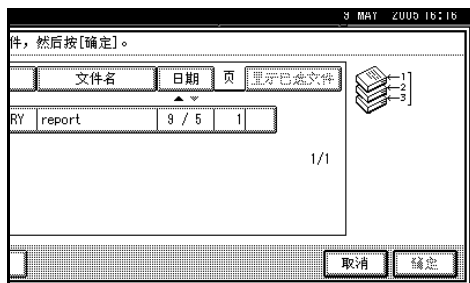 9 MAY 2005 16:16
件，然后按[确定]。
文件名 日期 页 显示已选文件
RY report 9 / 5 1
1/1
1
2
3
取消 确定